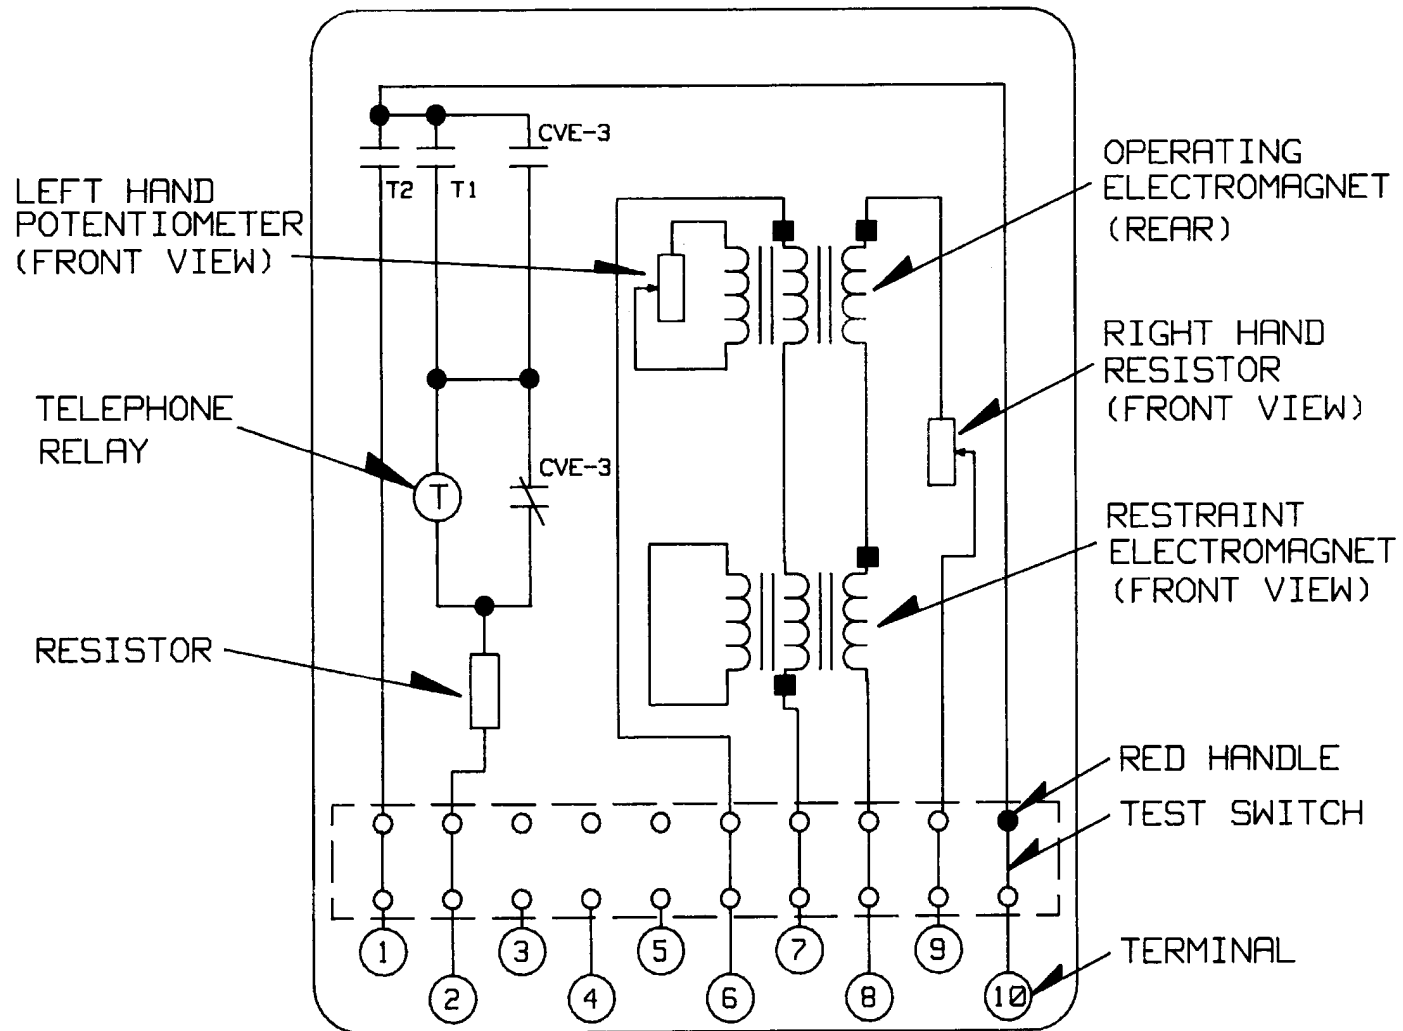 CVE-3
T2
T1
LEFT HAND
POTENTIOMETER
(FRONT VIEW)
OPERATING
ELECTROMAGNET
(REAR)
RIGHT HAND
RESISTOR
(FRONT VIEW)
TELEPHONE
RELAY
T
CVE-3
RESTRAINT
ELECTROMAGNET
(FRONT VIEW)
RESISTOR
RED HANDLE
TEST SWITCH
TERMINAL
1
2
3
4
5
6
7
8
9
10